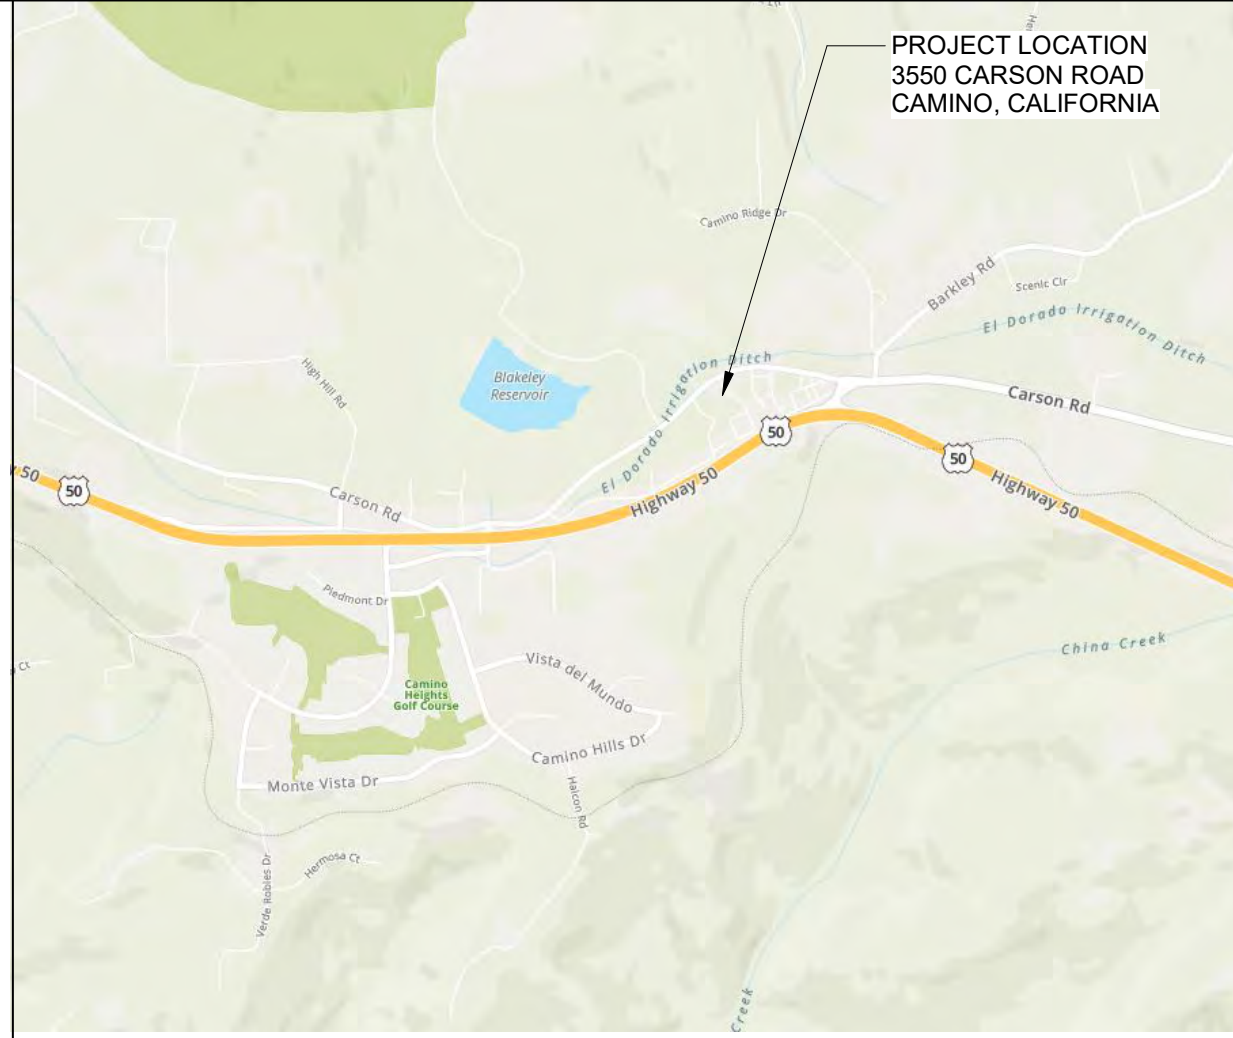 PROJECT LOCATION
3550 CARSON ROAD
CAMINO, CALIFORNIA
Camino Ridge Dr
Barkley Rd
Scenic Cir
El Dorado Irrigation Ditch
El Dorado Irrigation Ditch
Blakeley
Reservoir
High Hill Rd
Carson Rd
50
50
Highway 50
Highway 50
y 50
50
Carson Rd
Piedmont Dr
China Creek
Vista del Mundo
Camino
Heights
Golf Course
Camino Hills Dr
Monte Vista Dr
Halcon Rd
Hermosa Ct
Verde Robles Dr
Ct
Creek